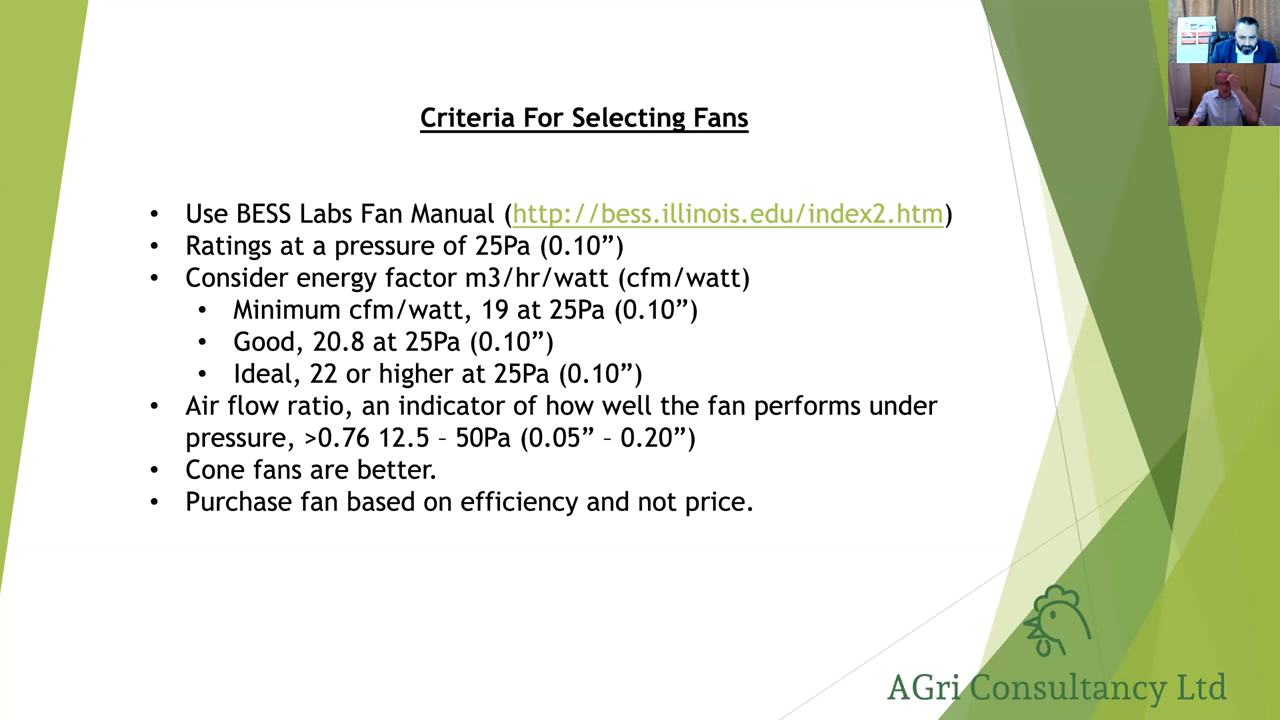 Criteria For Selecting Fans
• Use BESS Labs Fan Manual (http://bess.illinois.edu/index2.htm)
• Ratings at a pressure of 25Pa (0.10”)
• Consider energy factor m3/hr/watt (cfm/watt)
• Minimum cfm/watt, 19 at 25Pa (0.10”)
• Good, 20.8 at 25Pa (0.10”)
• Ideal, 22 or higher at 25Pa (0.10”)
• Air flow ratio, an indicator of how well the fan performs under
pressure, >0.76 12.5 – 50Pa (0.05” – 0.20”)
• Cone fans are better.
• Purchase fan based on efficiency and not price.
AGri Consultancy Ltd